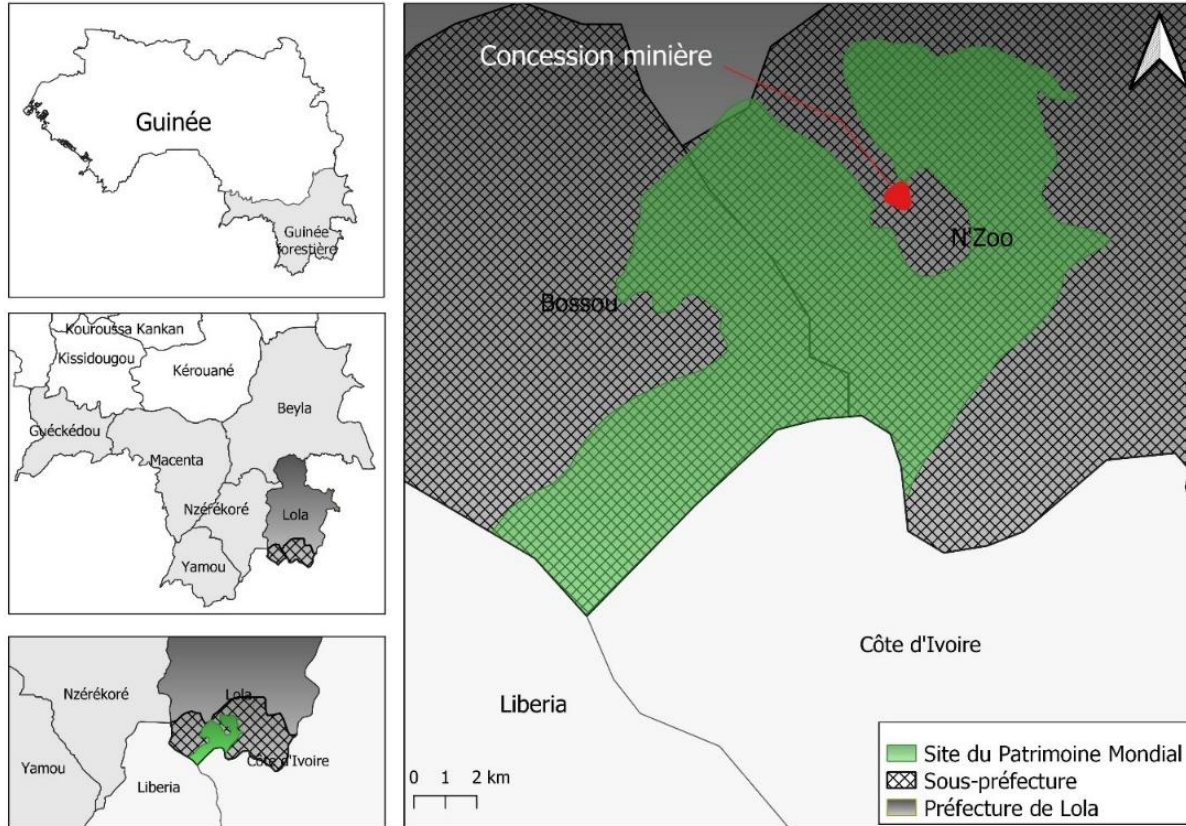 Guinée
Guinée
forestière
Kouroussa Kankan
Kissidougou
Kérouané
Beyla
Guéckédou
Macenta
Nzérékoré
Lola
Yamou
Nzérékoré
Lola
Yamou
Liberia
Côte d'Ivoire
Concession minière
N'Zoo
Bossou
Côte d'Ivoire
Liberia
0 1 2 km
Site du Patrimoine Mondial
Sous-préfecture
Préfecture de Lola